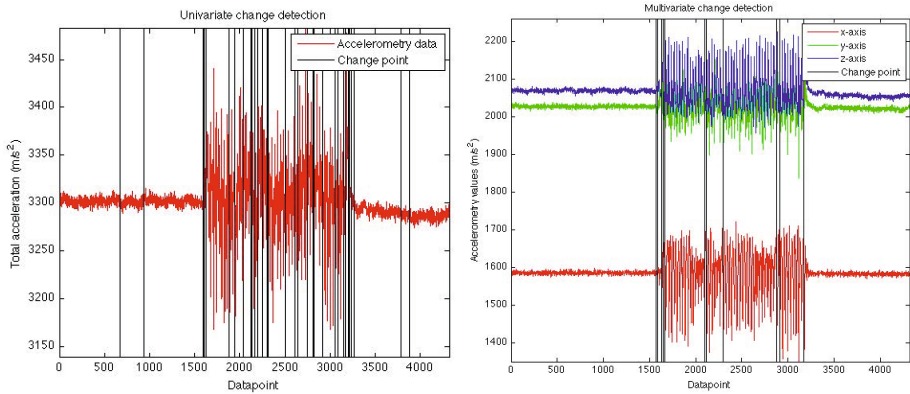 Univariate change detection
Total acceleration (m/s²)
3450
3400
3350
3300
3250
3200
3150
Accelerometry data
Change point
0 500 1000 1500 2000 2500 3000 3500 4000
Datapoint
Multivariate change detection
Accelerometry values (m/s²)
2200
2100
2000
1900
1800
1700
1600
1500
1400
x-axis
y-axis
z-axis
Change point
0 500 1000 1500 2000 2500 3000 3500 4000
Datapoint